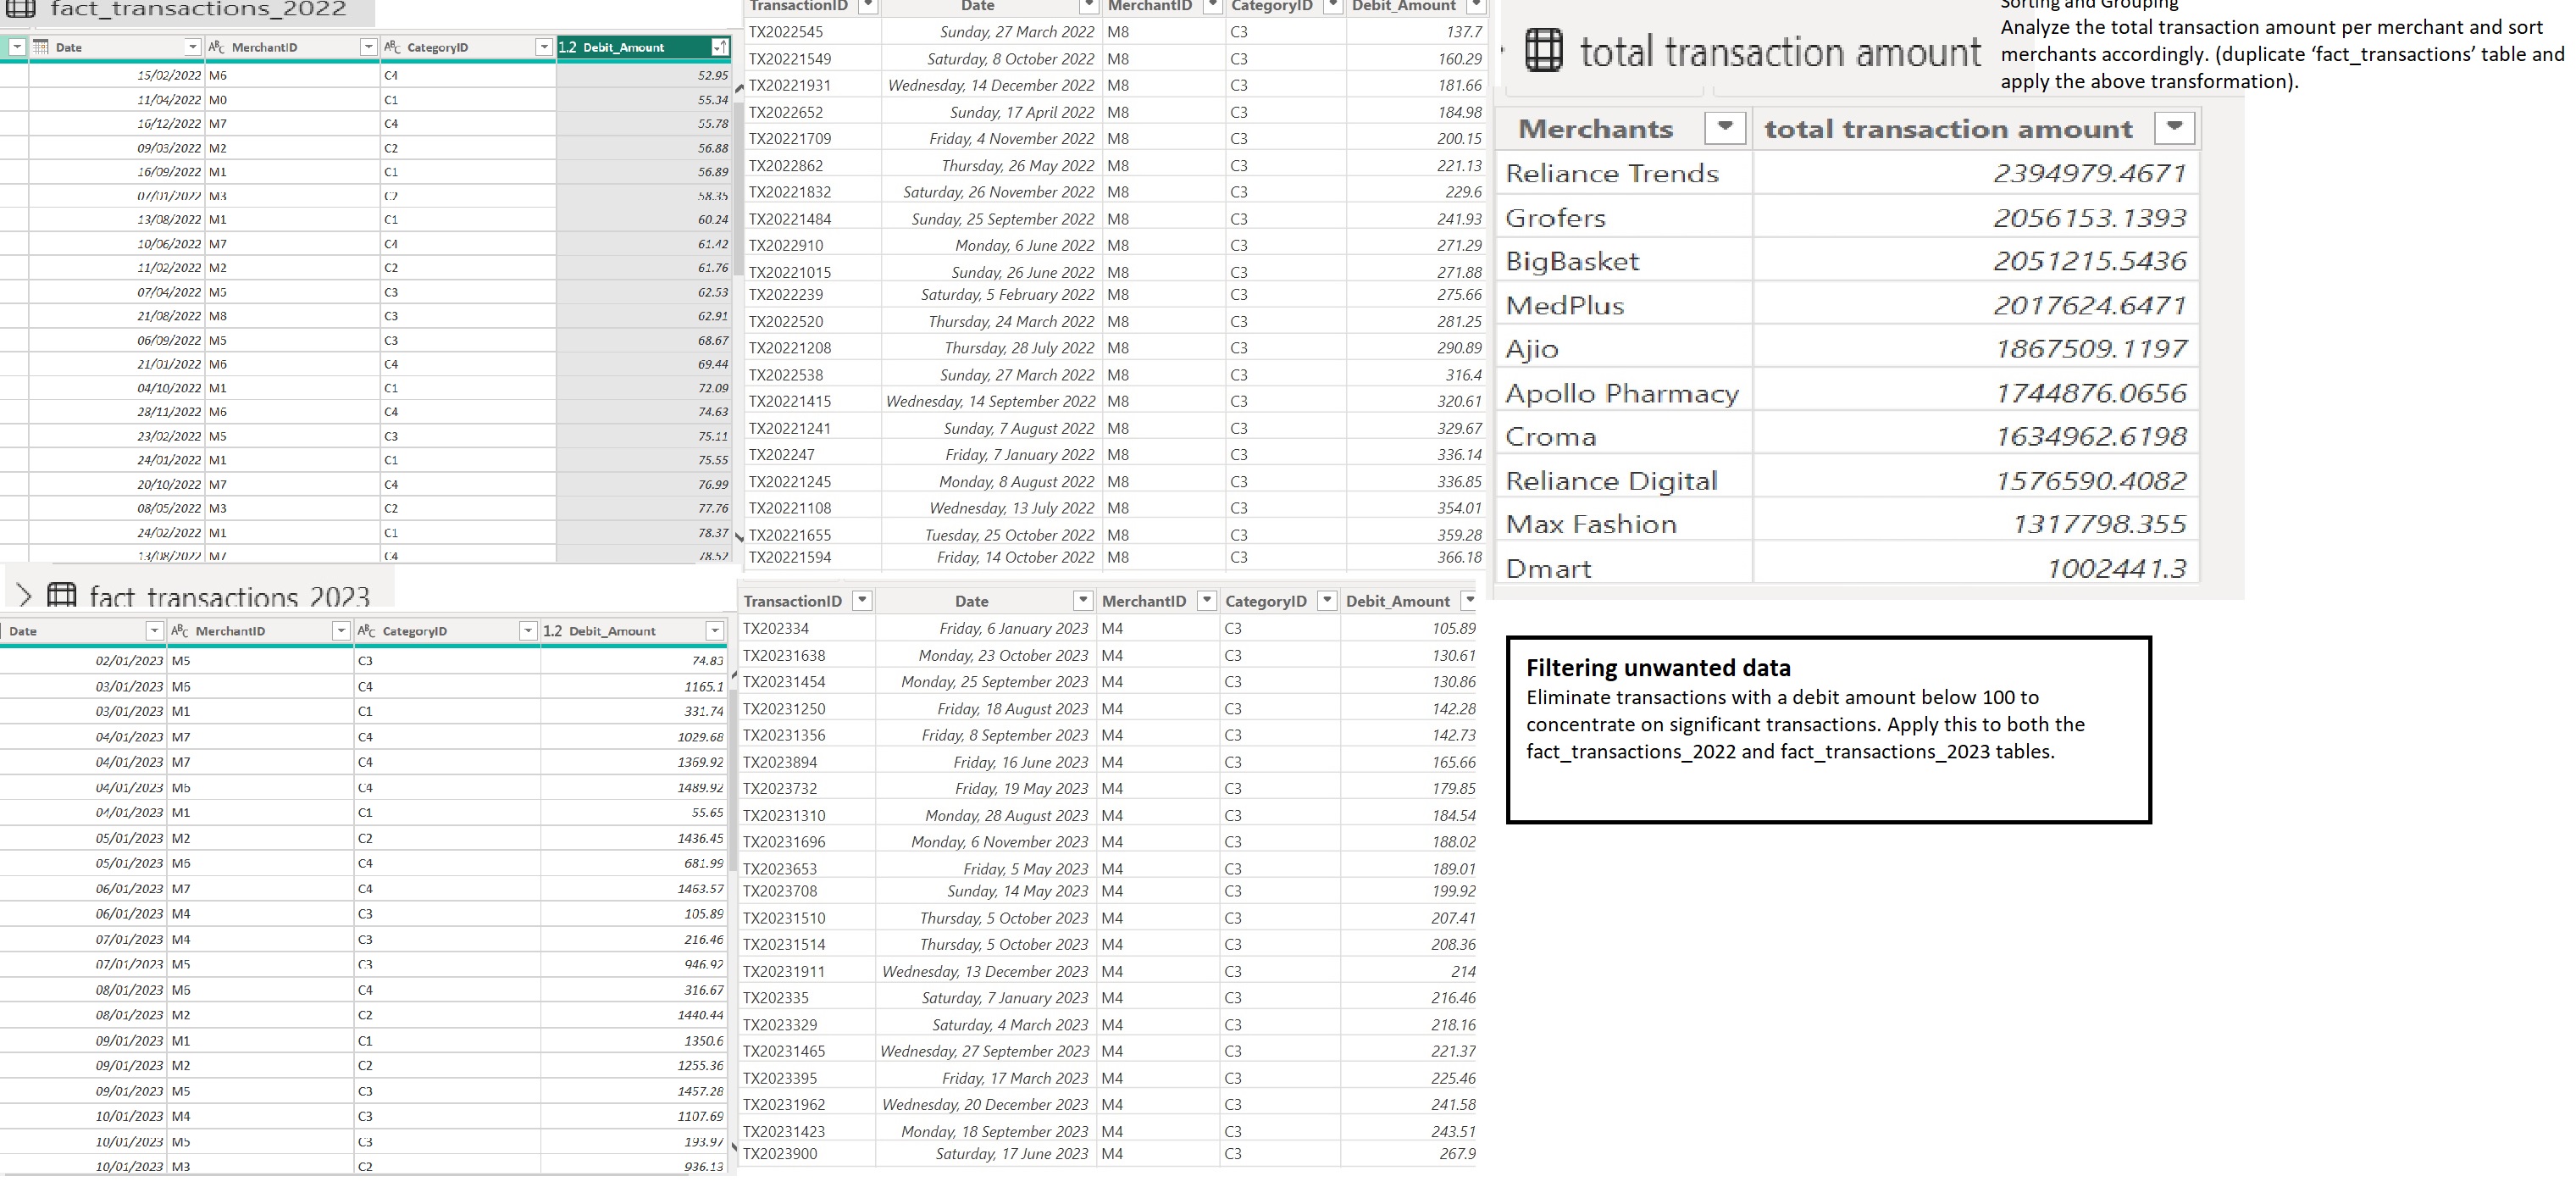 fact_transactions_2022
Date MerchantID CategoryID 1.2 Debit_Amount
15/02/2022 M6 C4 52.95
11/04/2022 M0 C1 55.34
16/12/2022 M7 C4 55.78
09/03/2022 M2 C2 56.88
16/09/2022 M1 C1 56.89
07/01/2022 M3 C2 58.35
13/08/2022 M1 C1 60.24
10/06/2022 M7 C4 61.42
11/02/2022 M2 C2 61.76
07/04/2022 M5 C3 62.53
21/08/2022 M8 C3 62.91
06/09/2022 M5 C3 68.67
21/01/2022 M6 C4 69.44
04/10/2022 M1 C1 72.09
28/11/2022 M6 C4 74.63
23/02/2022 M5 C3 75.11
24/01/2022 M1 C1 75.55
20/10/2022 M7 C4 76.99
08/05/2022 M3 C2 77.76
24/02/2022 M1 C1 78.37
13/08/2022 M7 C4 78.52
TransactionID Date MerchantID CategoryID Debit_Amount
TX2022545 Sunday, 27 March 2022 M8 C3 137.7
TX20221549 Saturday, 8 October 2022 M8 C3 160.29
TX20221931 Wednesday, 14 December 2022 M8 C3 181.66
TX2022652 Sunday, 17 April 2022 M8 C3 184.98
TX20221709 Friday, 4 November 2022 M8 C3 200.15
TX2022862 Thursday, 26 May 2022 M8 C3 221.13
TX20221832 Saturday, 26 November 2022 M8 C3 229.6
TX20221484 Sunday, 25 September 2022 M8 C3 241.93
TX2022910 Monday, 6 June 2022 M8 C3 271.29
TX20221015 Sunday, 26 June 2022 M8 C3 271.88
TX2022239 Saturday, 5 February 2022 M8 C3 275.66
TX2022520 Thursday, 24 March 2022 M8 C3 281.25
TX20221208 Thursday, 28 July 2022 M8 C3 290.89
TX2022538 Sunday, 27 March 2022 M8 C3 316.4
TX20221415 Wednesday, 14 September 2022 M8 C3 320.61
TX20221241 Sunday, 7 August 2022 M8 C3 329.67
TX202247 Friday, 7 January 2022 M8 C3 336.14
TX20221245 Monday, 8 August 2022 M8 C3 336.85
TX20221108 Wednesday, 13 July 2022 M8 C3 354.01
TX20221655 Tuesday, 25 October 2022 M8 C3 359.28
TX20221594 Friday, 14 October 2022 M8 C3 366.18
Sorting and Grouping
Analyze the total transaction amount per merchant and sort
merchants accordingly. (duplicate ‘fact_transactions’ table and
apply the above transformation).
total transaction amount
Merchants total transaction amount
Reliance Trends 2394979.4671
Grofers 2056153.1393
BigBasket 2051215.5436
MedPlus 2017624.6471
Ajio 1867509.1197
Apollo Pharmacy 1744876.0656
Croma 1634962.6198
Reliance Digital 1576590.4082
Max Fashion 1317798.355
Dmart 1002441.3
fact_transactions_2023
Date MerchantID CategoryID 1.2 Debit_Amount
02/01/2023 M5 C3 74.83
03/01/2023 M6 C4 1165.1
03/01/2023 M1 C1 331.74
04/01/2023 M7 C4 1029.68
04/01/2023 M7 C4 1369.92
04/01/2023 M6 C4 1489.92
04/01/2023 M1 C1 55.65
05/01/2023 M2 C2 1436.45
05/01/2023 M6 C4 681.99
06/01/2023 M7 C4 1463.57
06/01/2023 M4 C3 105.89
07/01/2023 M4 C3 216.46
07/01/2023 M5 C3 946.92
08/01/2023 M6 C4 316.67
08/01/2023 M2 C2 1440.44
09/01/2023 M1 C1 1350.6
09/01/2023 M2 C2 1255.36
09/01/2023 M5 C3 1457.28
10/01/2023 M4 C3 1107.69
10/01/2023 M5 C3 193.97
10/01/2023 M3 C2 936.13
TransactionID Date MerchantID CategoryID Debit_Amount
TX202334 Friday, 6 January 2023 M4 C3 105.89
TX20231638 Monday, 23 October 2023 M4 C3 130.61
TX20231454 Monday, 25 September 2023 M4 C3 130.86
TX20231250 Friday, 18 August 2023 M4 C3 142.28
TX20231356 Friday, 8 September 2023 M4 C3 142.73
TX2023894 Friday, 16 June 2023 M4 C3 165.66
TX2023732 Friday, 19 May 2023 M4 C3 179.85
TX20231310 Monday, 28 August 2023 M4 C3 184.54
TX20231696 Monday, 6 November 2023 M4 C3 188.02
TX2023653 Friday, 5 May 2023 M4 C3 189.01
TX2023708 Sunday, 14 May 2023 M4 C3 199.92
TX20231510 Thursday, 5 October 2023 M4 C3 207.41
TX20231514 Thursday, 5 October 2023 M4 C3 208.36
TX20231911 Wednesday, 13 December 2023 M4 C3 214
TX202335 Saturday, 7 January 2023 M4 C3 216.46
TX2023329 Saturday, 4 March 2023 M4 C3 218.16
TX20231465 Wednesday, 27 September 2023 M4 C3 221.37
TX2023395 Friday, 17 March 2023 M4 C3 225.46
TX20231962 Wednesday, 20 December 2023 M4 C3 241.58
TX20231423 Monday, 18 September 2023 M4 C3 243.51
TX2023900 Saturday, 17 June 2023 M4 C3 267.9
Filtering unwanted data
Eliminate transactions with a debit amount below 100 to
concentrate on significant transactions. Apply this to both the
fact_transactions_2022 and fact_transactions_2023 tables.